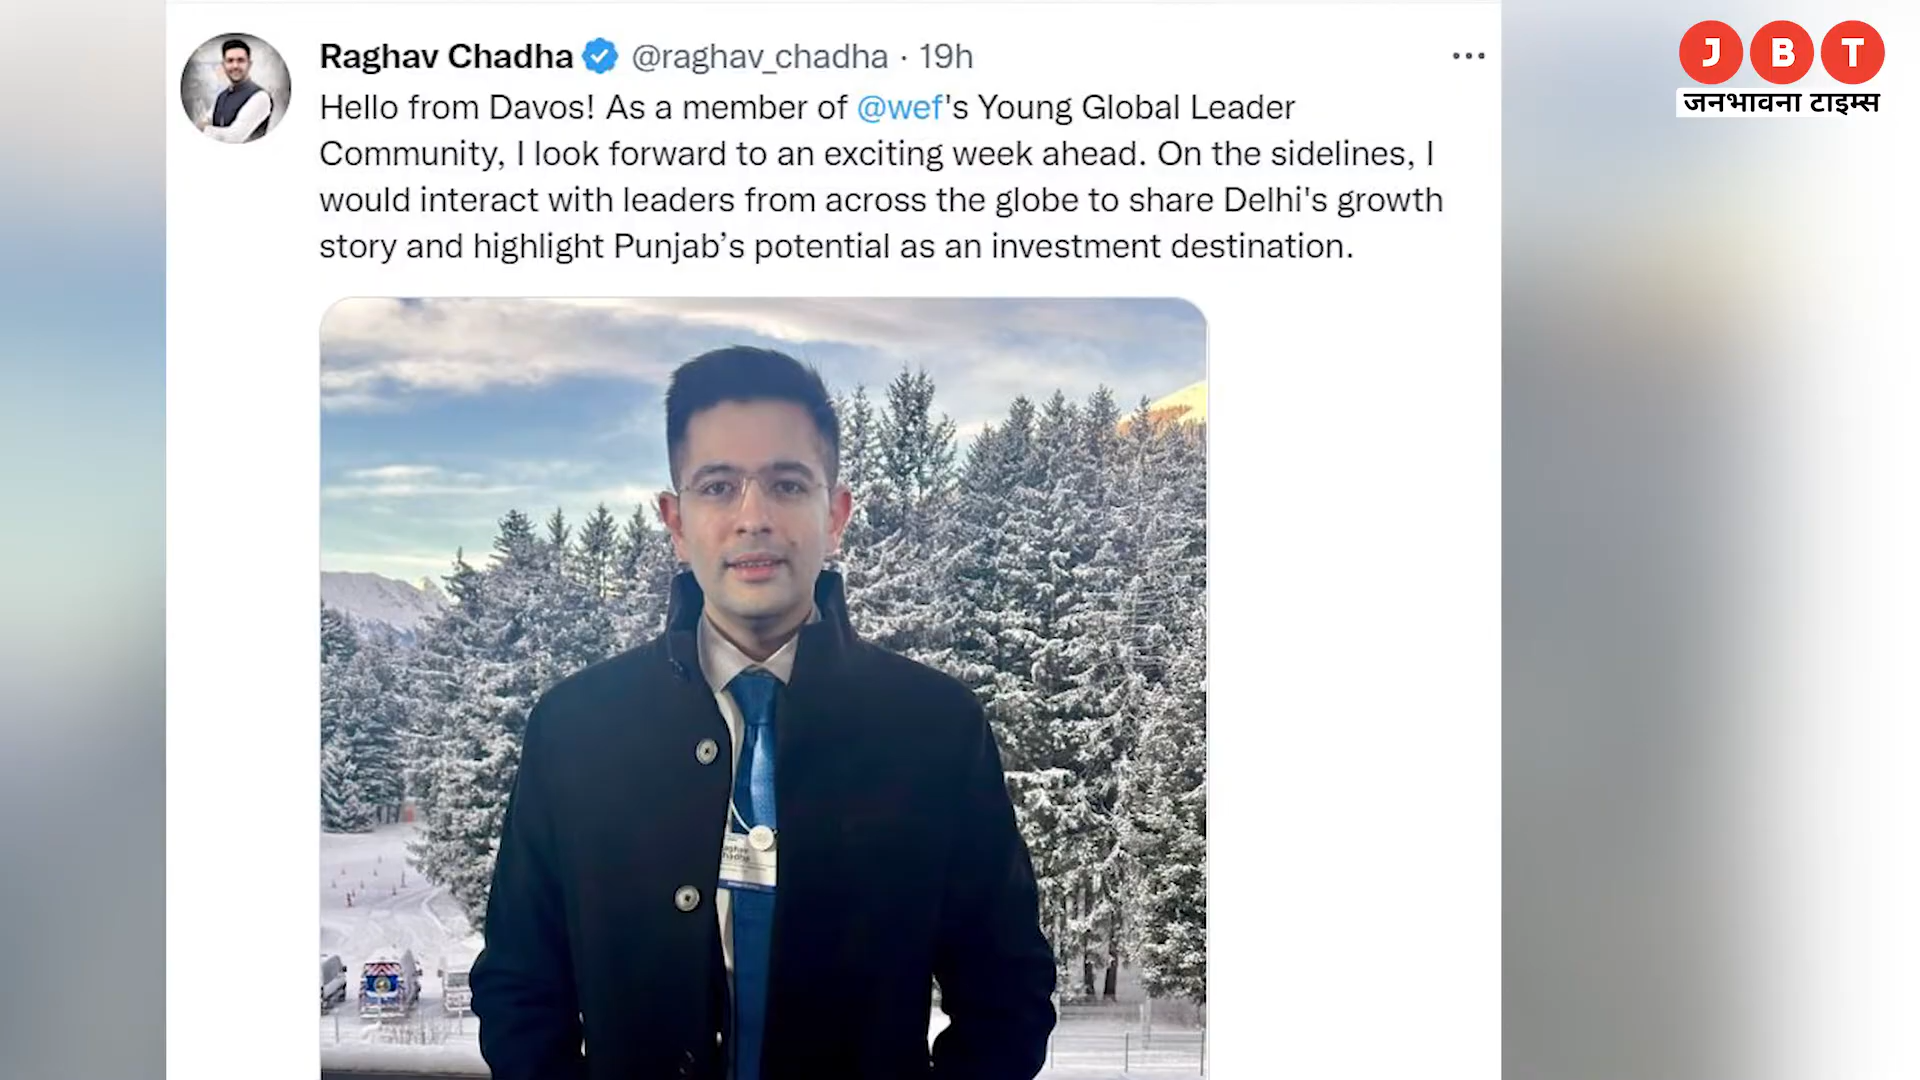 Raghav Chadha @raghav_chadha · 19h
Hello from Davos! As a member of @wef's Young Global Leader
Community, I look forward to an exciting week ahead. On the sidelines, I
would interact with leaders from across the globe to share Delhi's growth
story and highlight Punjab’s potential as an investment destination.
JBT
जनभावना टाइम्स